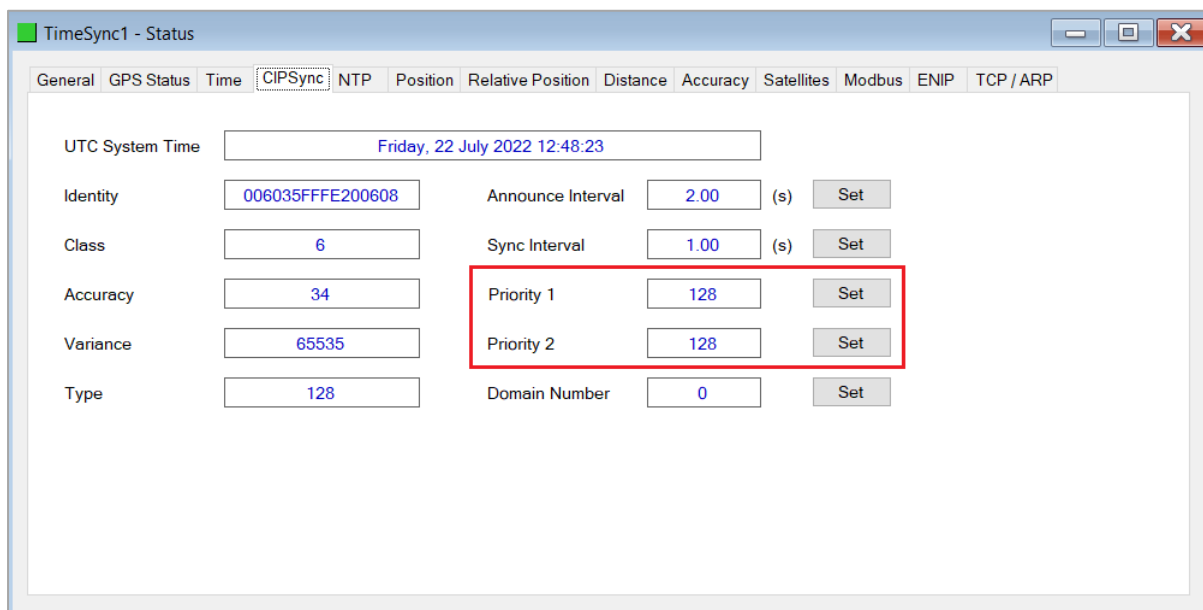 TimeSync1 - Status
General GPS Status Time CIPSync NTP Position Relative Position Distance Accuracy Satellites Modbus ENIP TCP / ARP
UTC System Time Friday, 22 July 2022 12:48:23
Identity 006035FFFE200608 Announce Interval 2.00 (s) Set
Class 6 Sync Interval 1.00 (s) Set
Accuracy 34 Priority 1 128 Set
Variance 65535 Priority 2 128 Set
Type 128 Domain Number 0 Set